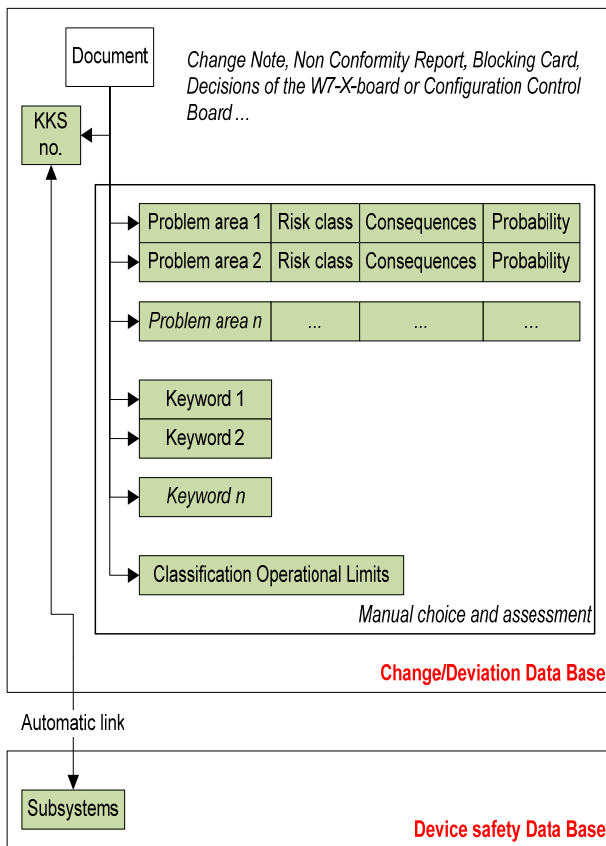 Document
Change Note, Non Conformity Report, Blocking Card,
Decisions of the W7-X-board or Configuration Control
Board ...
KKS
no.
Problem area 1 Risk class Consequences Probability
Problem area 2 Risk class Consequences Probability
Problem area n ... ... ...
Keyword 1
Keyword 2
Keyword n
Classification Operational Limits
Manual choice and assessment
Change/Deviation Data Base
Automatic link
Subsystems
Device safety Data Base